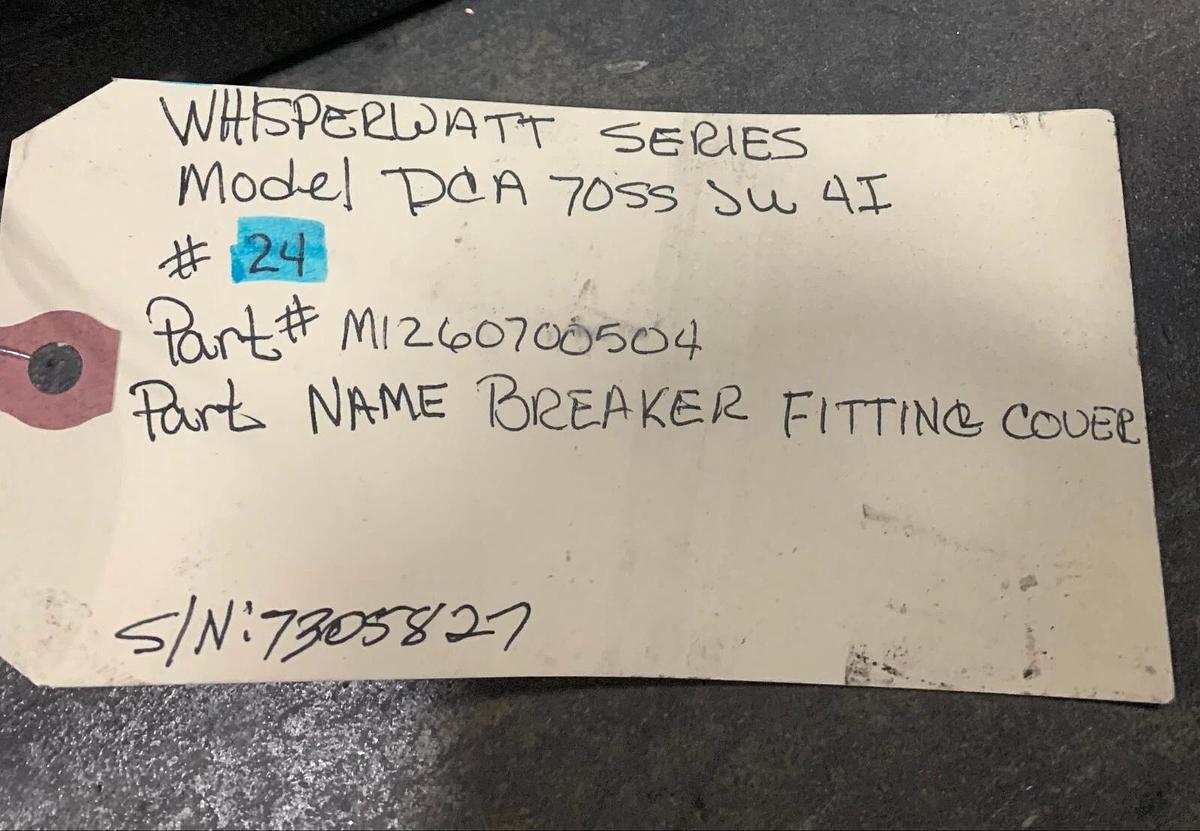 WHISPERWATT SERIES
Model DCA 70SS JU 4I
# 24
Part# M1260700504
Part NAME BREAKER FITTING COVER
S/N:7305827